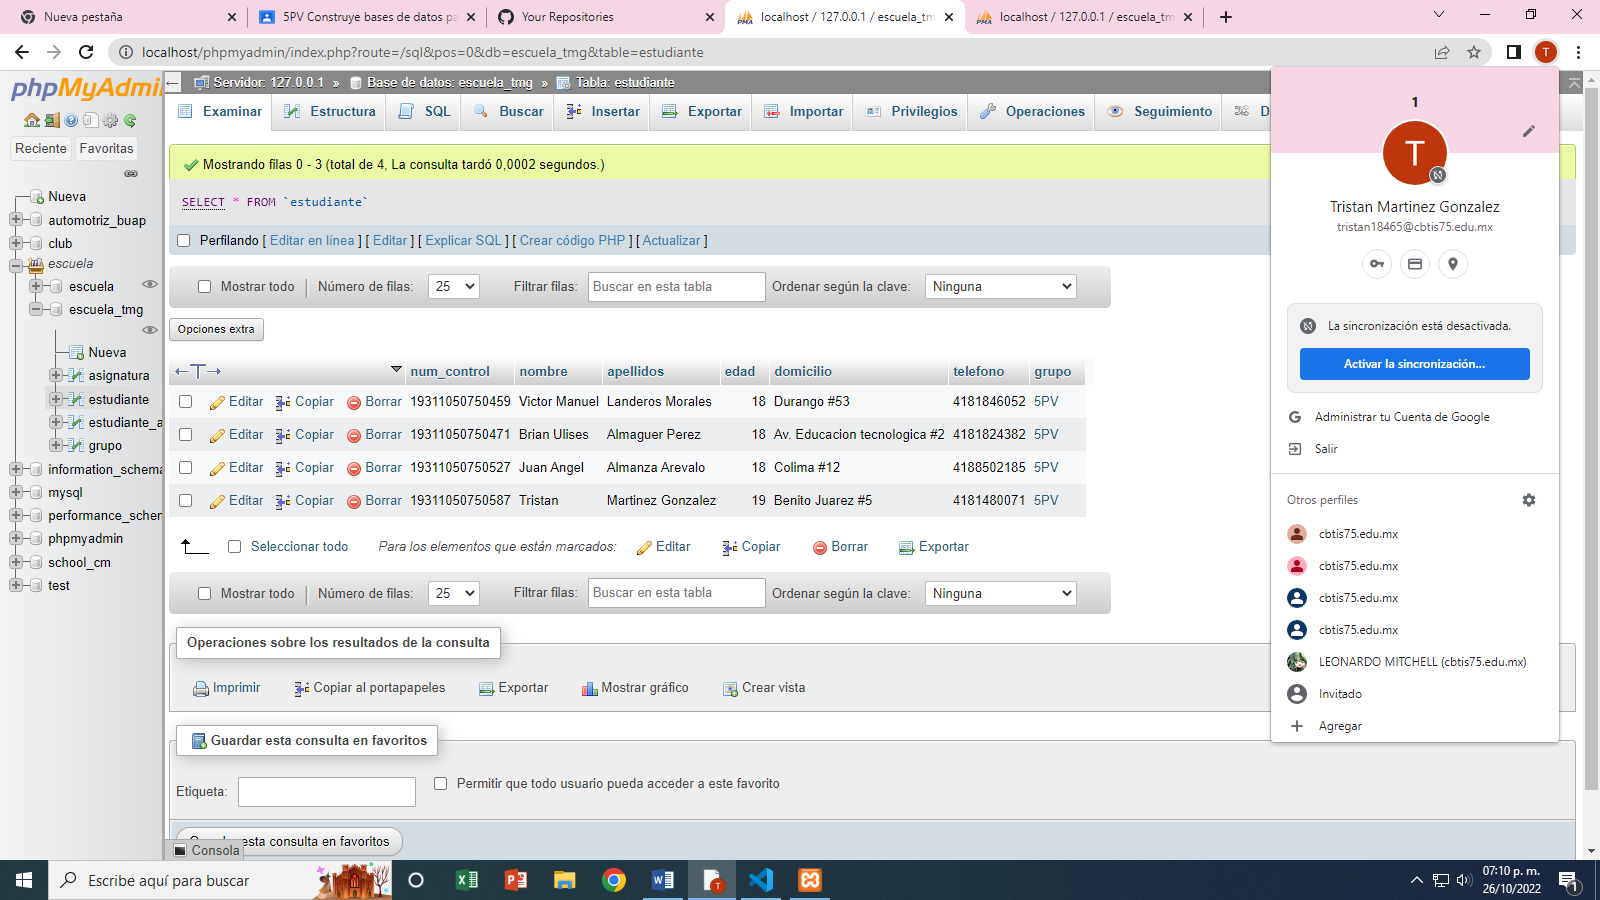 Nueva pestaña
5PV Construye bases de datos pa
Your Repositories
localhost / 127.0.0.1 / escuela_tm
localhost / 127.0.0.1 / escuela_tm
localhost/phpmyadmin/index.php?route=/sql&pos=0&db=escuela_tmg&table=estudiante
T
phpMyAdmin
Servidor: 127.0.0.1 » Base de datos: escuela_tmg » Tabla: estudiante
Examinar Estructura SQL Buscar Insertar Exportar Importar Privilegios Operaciones Seguimiento
Reciente Favoritas
Nueva
automotriz_buap
club
escuela
escuela
escuela_tmg
Nueva
asignatura
estudiante
estudiante_a
grupo
information_schema
mysql
performance_schem
phpmyadmin
school_cm
test
Mostrando filas 0 - 3 (total de 4, La consulta tardó 0,0002 segundos.)
SELECT * FROM `estudiante`
Perfilando [ Editar en línea ] [ Editar ] [ Explicar SQL ] [ Crear código PHP ] [ Actualizar ]
Mostrar todo Número de filas: 25 Filtrar filas: Buscar en esta tabla Ordenar según la clave: Ninguna
Opciones extra
←T→ num_control nombre apellidos edad domicilio telefono grupo
Editar Copiar Borrar 19311050750459 Victor Manuel Landeros Morales 18 Durango #53 4181846052 5PV
Editar Copiar Borrar 19311050750471 Brian Ulises Almaguer Perez 18 Av. Educacion tecnologica #2 4181824382 5PV
Editar Copiar Borrar 19311050750527 Juan Angel Almanza Arevalo 18 Colima #12 4188502185 5PV
Editar Copiar Borrar 19311050750587 Tristan Martinez Gonzalez 19 Benito Juarez #5 4181480071 5PV
Seleccionar todo Para los elementos que están marcados: Editar Copiar Borrar Exportar
Mostrar todo Número de filas: 25 Filtrar filas: Buscar en esta tabla Ordenar según la clave: Ninguna
Operaciones sobre los resultados de la consulta
Imprimir Copiar al portapapeles Exportar Mostrar gráfico Crear vista
Guardar esta consulta en favoritos
Etiqueta: Permitir que todo usuario pueda acceder a este favorito
esta consulta en favoritos
Consola
1
T
Tristan Martinez Gonzalez
tristan18465@cbtis75.edu.mx
La sincronización está desactivada.
Activar la sincronización...
Administrar tu Cuenta de Google
Salir
Otros perfiles
cbtis75.edu.mx
cbtis75.edu.mx
cbtis75.edu.mx
cbtis75.edu.mx
LEONARDO MITCHELL (cbtis75.edu.mx)
Invitado
Agregar
Escribe aquí para buscar
07:10 p. m.
26/10/2022
1